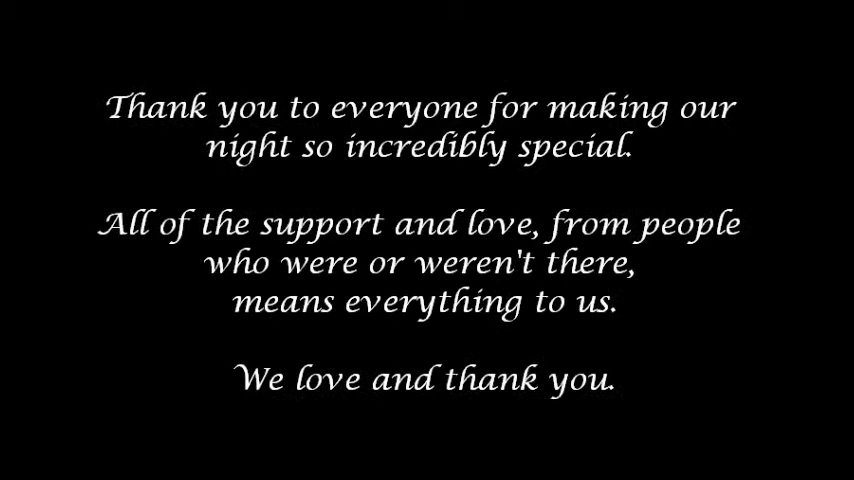 Thank you to everyone for making our
night so incredibly special.
All of the support and love, from people
who were or weren't there,
means everything to us.
We love and thank you.